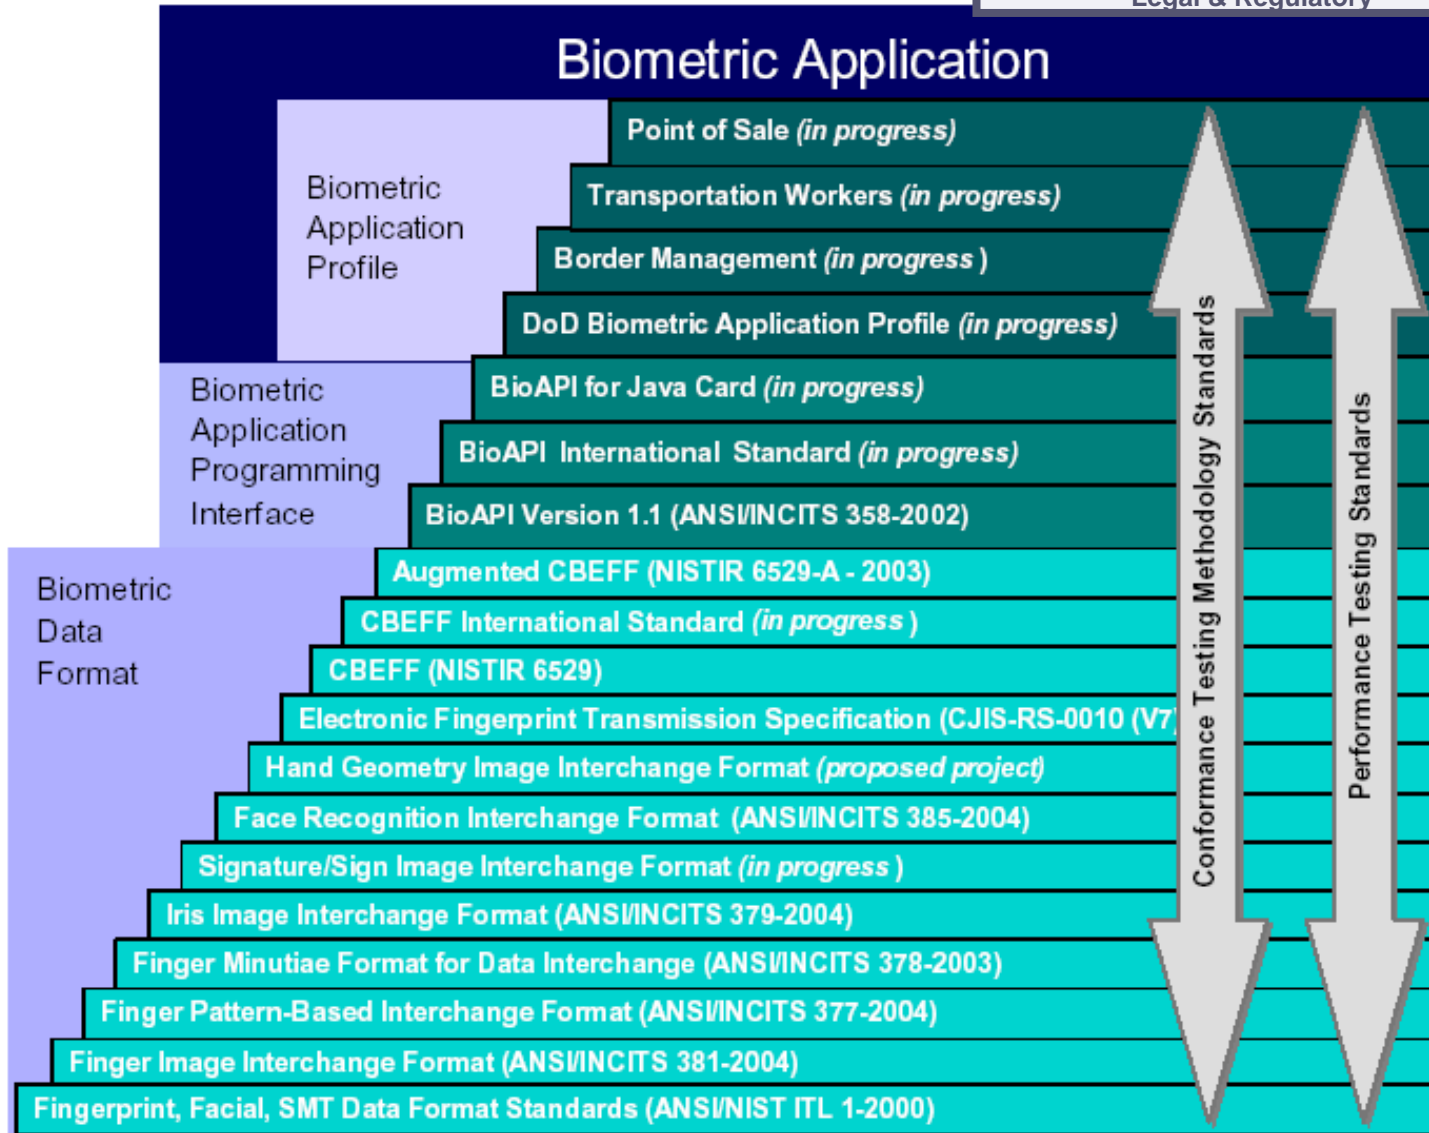 Legal & Regulatory
Biometric Application
Point of Sale (in progress)
Biometric
Application
Profile
Transportation Workers (in progress)
Border Management (in progress )
DoD Biometric Application Profile (in progress)
Biometric
Application
Programming
Interface
BioAPI for Java Card (in progress)
BioAPI International Standard (in progress)
BioAPI Version 1.1 (ANSI/INCITS 358-2002)
Biometric
Data
Format
Augmented CBEFF (NISTIR 6529-A - 2003)
CBEFF International Standard (in progress )
CBEFF (NISTIR 6529)
Electronic Fingerprint Transmission Specification (CJIS-RS-0010 (V7)
Hand Geometry Image Interchange Format (proposed project)
Face Recognition Interchange Format (ANSI/INCITS 385-2004)
Signature/Sign Image Interchange Format (in progress )
Iris Image Interchange Format (ANSI/INCITS 379-2004)
Finger Minutiae Format for Data Interchange (ANSI/INCITS 378-2003)
Finger Pattern-Based Interchange Format (ANSI/INCITS 377-2004)
Finger Image Interchange Format (ANSI/INCITS 381-2004)
Fingerprint, Facial, SMT Data Format Standards (ANSI/NIST ITL 1-2000)
Conformance Testing Methodology Standards
Performance Testing Standards